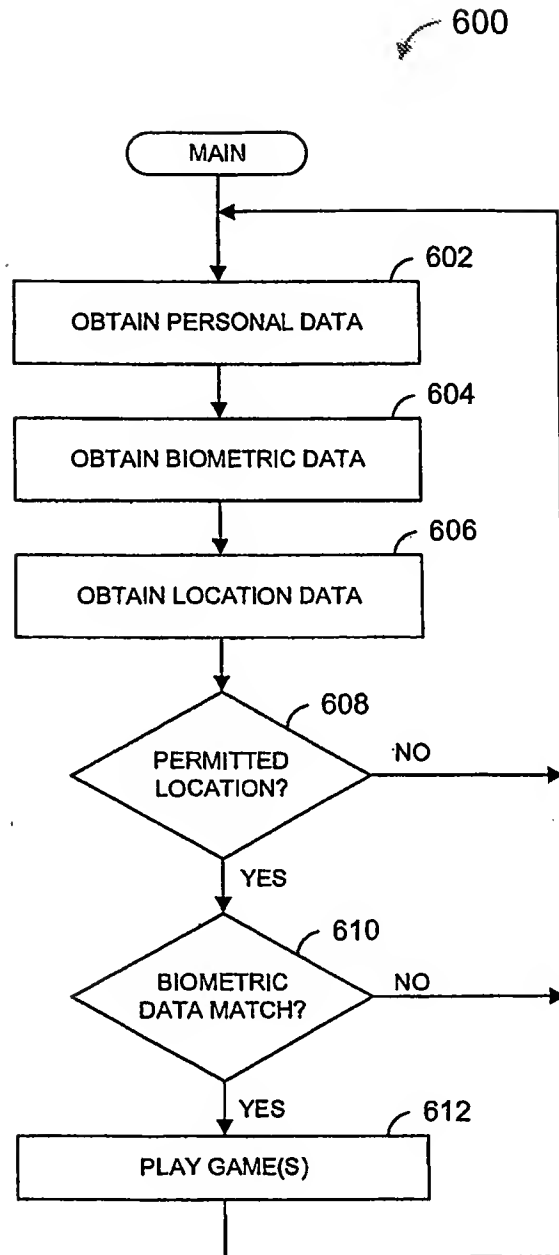 600
MAIN
602
OBTAIN PERSONAL DATA
604
OBTAIN BIOMETRIC DATA
606
OBTAIN LOCATION DATA
608
PERMITTED
LOCATION?
NO
YES
610
BIOMETRIC
DATA MATCH?
NO
YES
612
PLAY GAME(S)